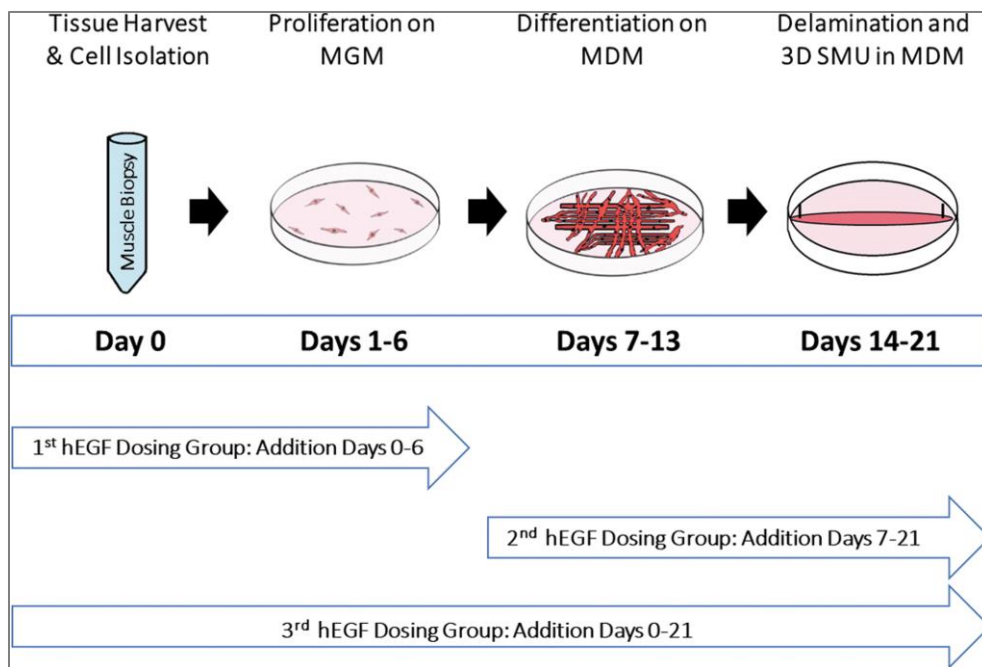 Tissue Harvest
& Cell Isolation
Proliferation on
MGM
Differentiation on
MDM
Delamination and
3D SMU in MDM
Muscle Biopsy
Day 0
Days 1-6
Days 7-13
Days 14-21
1st hEGF Dosing Group: Addition Days 0-6
2nd hEGF Dosing Group: Addition Days 7-21
3rd hEGF Dosing Group: Addition Days 0-21